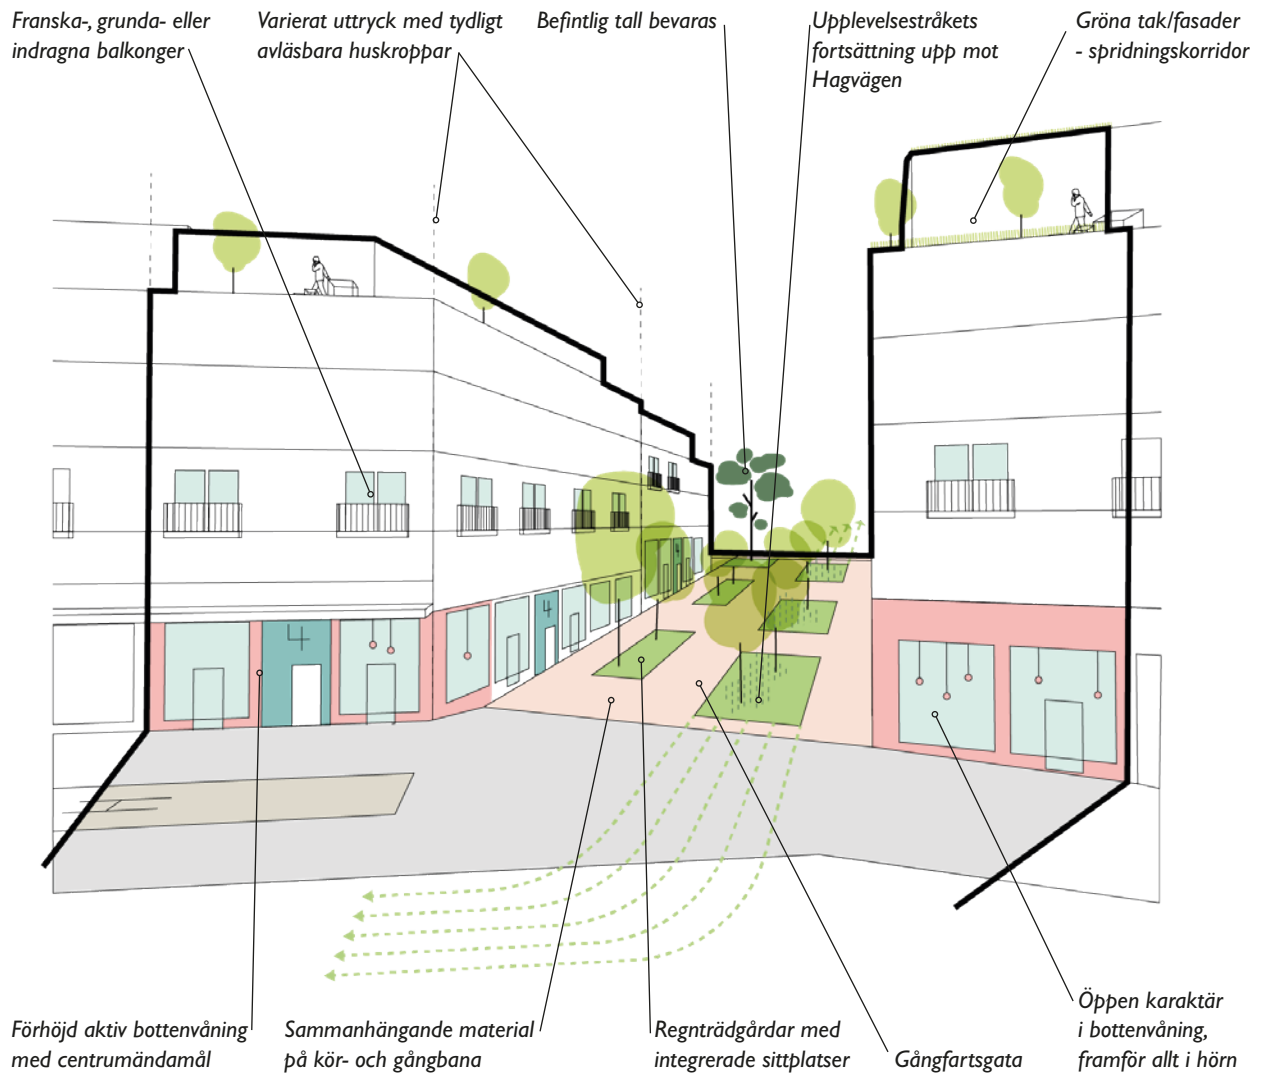 Franska-, grunda- eller
indragna balkonger
Varierat uttryck med tydligt
avläsbara huskroppar
Befintlig tall bevaras
Upplevelsestråkets
fortsättning upp mot
Hagvägen
Gröna tak/fasader
- spridningskorridor
Förhöjd aktiv bottenvåning
med centrumändamål
Sammanhängande material
på kör- och gångbana
Regnträdgårdar med
integrerade sittplatser
Gångfartsgata
Öppen karaktär
i bottenvåning,
framför allt i hörn